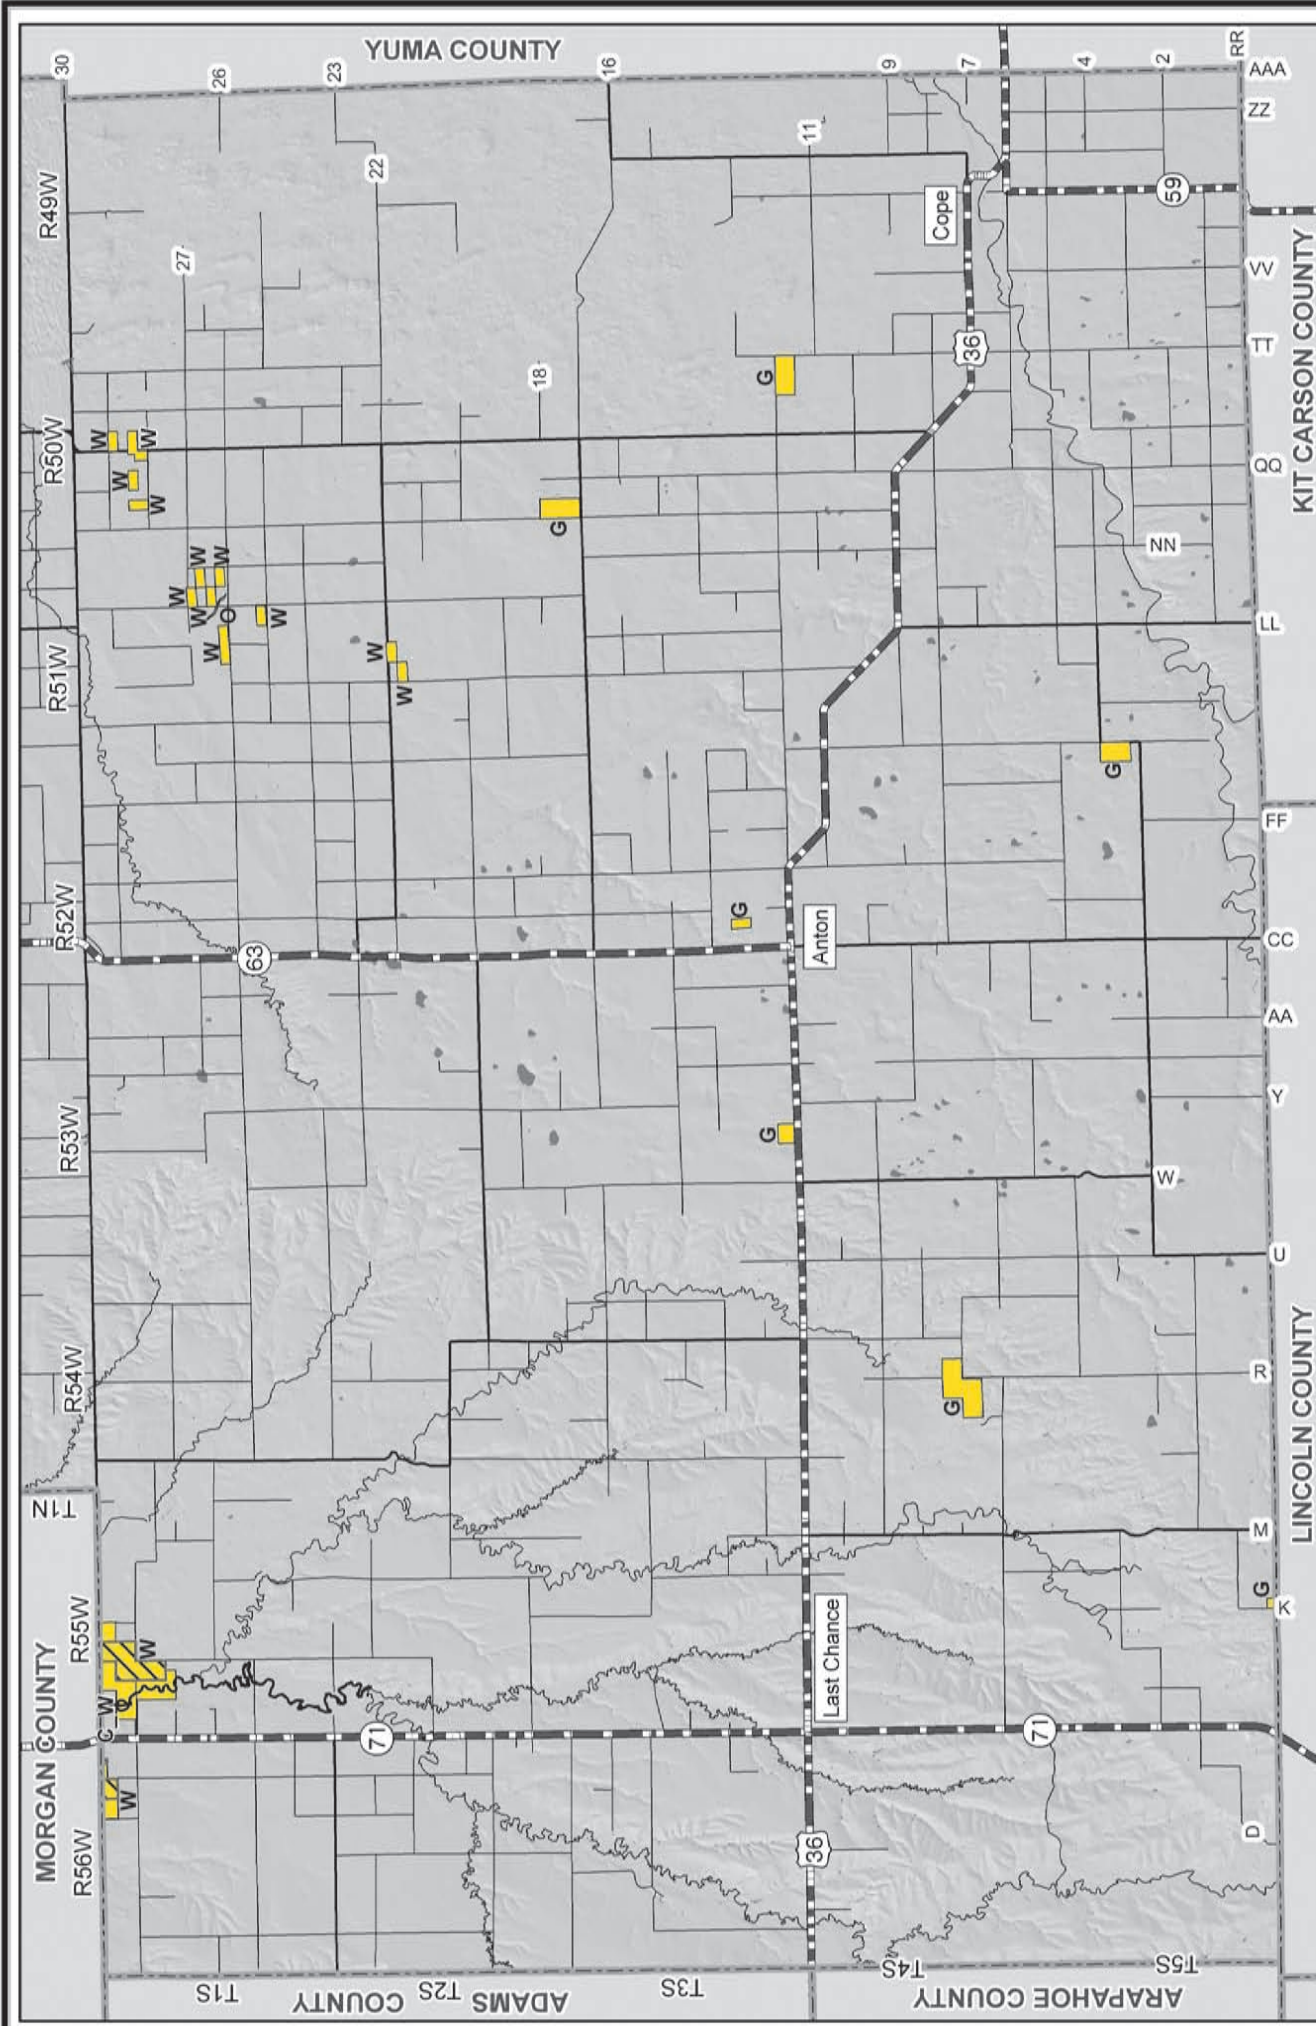 MORGAN COUNTY
YUMA COUNTY
ADAMS COUNTY
ARAPAHOE COUNTY
LINCOLN COUNTY
KIT CARSON COUNTY
R56W
R55W
R54W
R53W
R52W
R51W
R50W
R49W
T1N
T1S
T2S
T3S
T4S
T5S
30
26
23
16
9
7
4
2
RR
AAA
ZZ
VV
TT
QQ
NN
LL
FF
CC
AA
Y
W
U
R
M
K
D
27
22
18
11
71
71
63
59
36
36
Last Chance
Anton
Cope
W
C_W
O
W
W
W
W
W
W
W
W
W
W
O
W
W
W
W
G
G
G
G
G
G
G